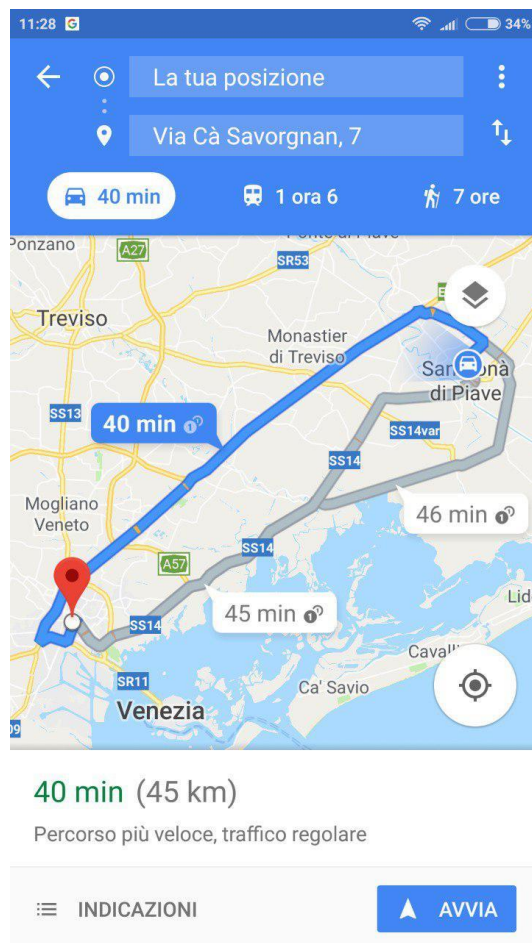 11:28 G 34%
La tua posizione
Via Cà Savorgnan, 7
40 min 1 ora 6 7 ore
Ponzano
A27
SR53
Treviso
Monastier
di Treviso
di Piave
SS13
40 min
SS14var
SS14
Mogliano
Veneto
46 min
SS14
A57
45 min
SS14
Lid
SR11
Ca' Savio
Venezia
40 min (45 km)
Percorso più veloce, traffico regolare
INDICAZIONI AVVIA